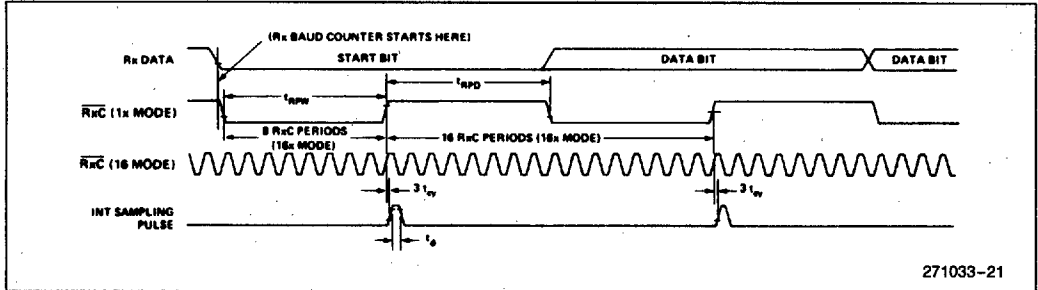 (Rx BAUD COUNTER STARTS HERE)
Rx DATA
START BIT
DATA BIT
DATA BIT
tRPW
tRPD
RxC (1x MODE)
8 RxC PERIODS
(16x MODE)
16 RxC PERIODS (16x MODE)
RxC (16 MODE)
3 tcy
3 tcy
INT SAMPLING
PULSE
tφ
271033-21